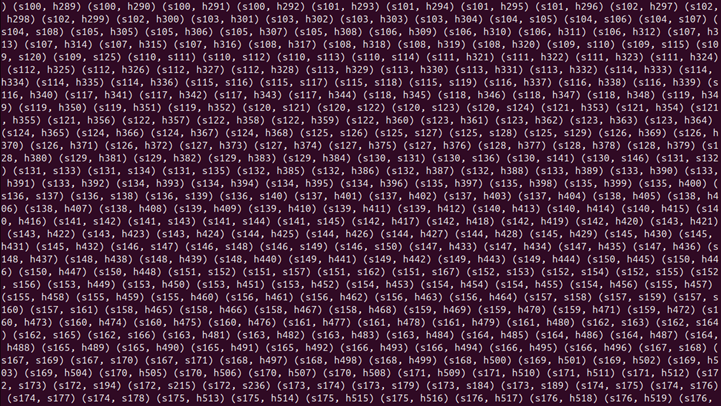 ) (s100, h289) (s100, h290) (s100, h291) (s100, h292) (s101, h293) (s101, h294) (s101, h295) (s101, h296) (s102, h297) (s102,
h298) (s102, h299) (s102, h300) (s103, h301) (s103, h302) (s103, h303) (s103, h304) (s104, s105) (s104, s106) (s104, s107)
(s104, s108) (s105, h305) (s105, h306) (s105, h307) (s105, h308) (s106, h309) (s106, h310) (s106, h311) (s106, h312) (s107, h3
13) (s107, h314) (s107, h315) (s107, h316) (s108, h317) (s108, h318) (s108, h319) (s108, h320) (s109, s110) (s109, s115) (s10
9, s120) (s109, s125) (s110, s111) (s110, s112) (s110, s113) (s110, s114) (s111, h321) (s111, h322) (s111, h323) (s111, h324)
(s112, h325) (s112, h326) (s112, h327) (s112, h328) (s113, h329) (s113, h330) (s113, h331) (s113, h332) (s114, h333) (s114,
h334) (s114, h335) (s114, h336) (s115, s116) (s115, s117) (s115, s118) (s115, s119) (s116, h337) (s116, h338) (s116, h339) (s
116, h340) (s117, h341) (s117, h342) (s117, h343) (s117, h344) (s118, h345) (s118, h346) (s118, h347) (s118, h348) (s119, h34
9) (s119, h350) (s119, h351) (s119, h352) (s120, s121) (s120, s122) (s120, s123) (s120, s124) (s121, h353) (s121, h354) (s121
, h355) (s121, h356) (s122, h357) (s122, h358) (s122, h359) (s122, h360) (s123, h361) (s123, h362) (s123, h363) (s123, h364)
(s124, h365) (s124, h366) (s124, h367) (s124, h368) (s125, s126) (s125, s127) (s125, s128) (s125, s129) (s126, h369) (s126, h
370) (s126, h371) (s126, h372) (s127, h373) (s127, h374) (s127, h375) (s127, h376) (s128, h377) (s128, h378) (s128, h379) (s1
28, h380) (s129, h381) (s129, h382) (s129, h383) (s129, h384) (s130, s131) (s130, s136) (s130, s141) (s130, s146) (s131, s132
) (s131, s133) (s131, s134) (s131, s135) (s132, h385) (s132, h386) (s132, h387) (s132, h388) (s133, h389) (s133, h390) (s133,
h391) (s133, h392) (s134, h393) (s134, h394) (s134, h395) (s134, h396) (s135, h397) (s135, h398) (s135, h399) (s135, h400)
(s136, s137) (s136, s138) (s136, s139) (s136, s140) (s137, h401) (s137, h402) (s137, h403) (s137, h404) (s138, h405) (s138, h4
06) (s138, h407) (s138, h408) (s139, h409) (s139, h410) (s139, h411) (s139, h412) (s140, h413) (s140, h414) (s140, h415) (s14
0, h416) (s141, s142) (s141, s143) (s141, s144) (s141, s145) (s142, h417) (s142, h418) (s142, h419) (s142, h420) (s143, h421)
(s143, h422) (s143, h423) (s143, h424) (s144, h425) (s144, h426) (s144, h427) (s144, h428) (s145, h429) (s145, h430) (s145,
h431) (s145, h432) (s146, s147) (s146, s148) (s146, s149) (s146, s150) (s147, h433) (s147, h434) (s147, h435) (s147, h436) (s
148, h437) (s148, h438) (s148, h439) (s148, h440) (s149, h441) (s149, h442) (s149, h443) (s149, h444) (s150, h445) (s150, h44
6) (s150, h447) (s150, h448) (s151, s152) (s151, s157) (s151, s162) (s151, s167) (s152, s153) (s152, s154) (s152, s155) (s152
, s156) (s153, h449) (s153, h450) (s153, h451) (s153, h452) (s154, h453) (s154, h454) (s154, h455) (s154, h456) (s155, h457)
(s155, h458) (s155, h459) (s155, h460) (s156, h461) (s156, h462) (s156, h463) (s156, h464) (s157, s158) (s157, s159) (s157, s
160) (s157, s161) (s158, h465) (s158, h466) (s158, h467) (s158, h468) (s159, h469) (s159, h470) (s159, h471) (s159, h472) (s1
60, h473) (s160, h474) (s160, h475) (s160, h476) (s161, h477) (s161, h478) (s161, h479) (s161, h480) (s162, s163) (s162, s164
) (s162, s165) (s162, s166) (s163, h481) (s163, h482) (s163, h483) (s163, h484) (s164, h485) (s164, h486) (s164, h487) (s164,
h488) (s165, h489) (s165, h490) (s165, h491) (s165, h492) (s166, h493) (s166, h494) (s166, h495) (s166, h496) (s167, s168) (
s167, s169) (s167, s170) (s167, s171) (s168, h497) (s168, h498) (s168, h499) (s168, h500) (s169, h501) (s169, h502) (s169, h5
03) (s169, h504) (s170, h505) (s170, h506) (s170, h507) (s170, h508) (s171, h509) (s171, h510) (s171, h511) (s171, h512) (s17
2, s173) (s172, s194) (s172, s215) (s172, s236) (s173, s174) (s173, s179) (s173, s184) (s173, s189) (s174, s175) (s174, s176)
(s174, s177) (s174, s178) (s175, h513) (s175, h514) (s175, h515) (s175, h516) (s176, h517) (s176, h518) (s176, h519) (s176,